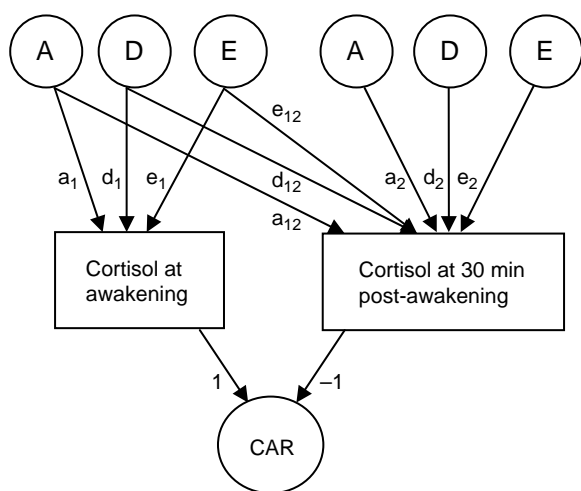 A D E A D E
e12
a1 d1 e1 d12 a2 d2 e2
a12
Cortisol at
awakening
Cortisol at 30 min
post-awakening
1 –1
CAR